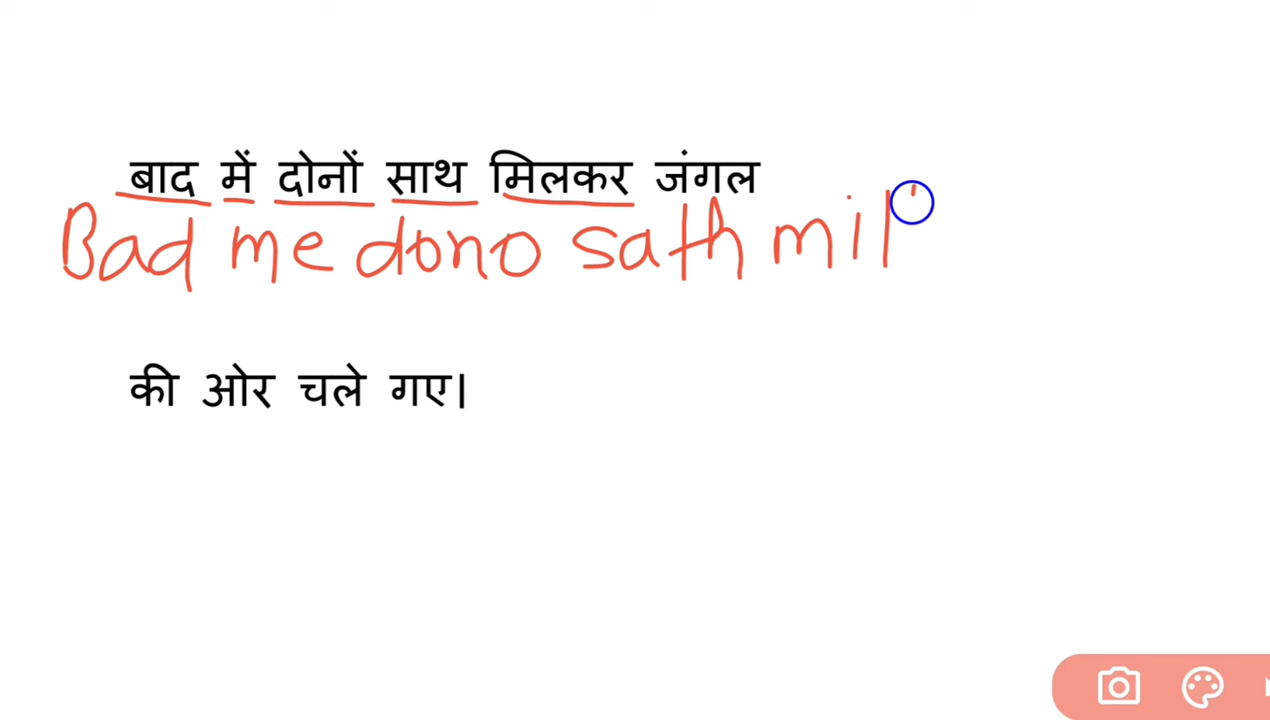 बाद में दोनों साथ मिलकर जंगल
Bad me dono sath mil
की ओर चले गए।